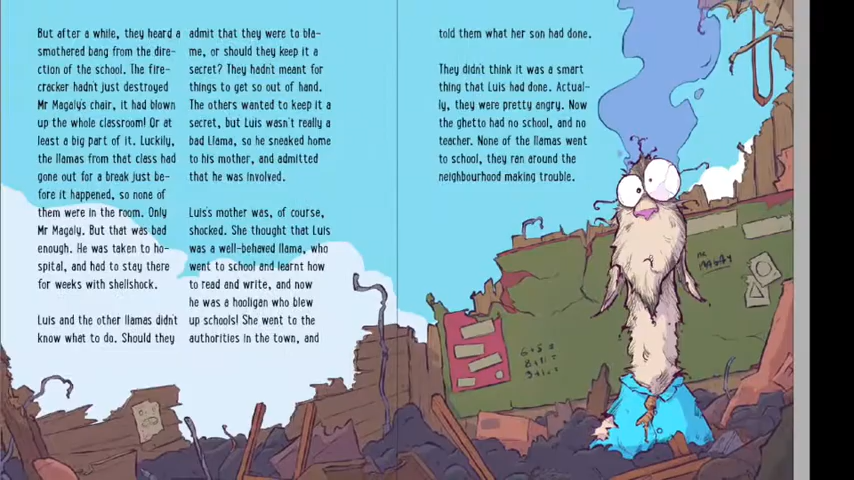 But after a while, they heard a
smothered bang from the dire-
ction of the school. The fire-
cracker hadn't just destroyed
Mr Magaly's chair, it had blown
up the whole classroom! Or at
least a big part of it. Luckily,
the llamas from that class had
gone out for a break just be-
fore it happened, so none of
them were in the room. Only
Mr Magaly. But that was bad
enough. He was taken to ho-
spital, and had to stay there
for weeks with shellshock.
Luis and the other llamas didn't
know what to do. Should they
admit that they were to bla-
me, or should they keep it a
secret? They hadn't meant for
things to get so out of hand.
The others wanted to keep it a
secret, but Luis wasn't really a
bad Llama, so he sneaked home
to his mother, and admitted
that he was involved.
Luis's mother was, of course,
shocked. She thought that Luis
was a well-behaved llama, who
went to school and learnt how
to read and write, and now
he was a hooligan who blew
up schools! She went to the
authorities in the town, and
told them what her son had done.
They didn't think it was a smart
thing that Luis had done. Actual-
ly, they were pretty angry. Now
the ghetto had no school, and no
teacher. None of the llamas went
to school, they ran around the
neighbourhood making trouble.
6+5=